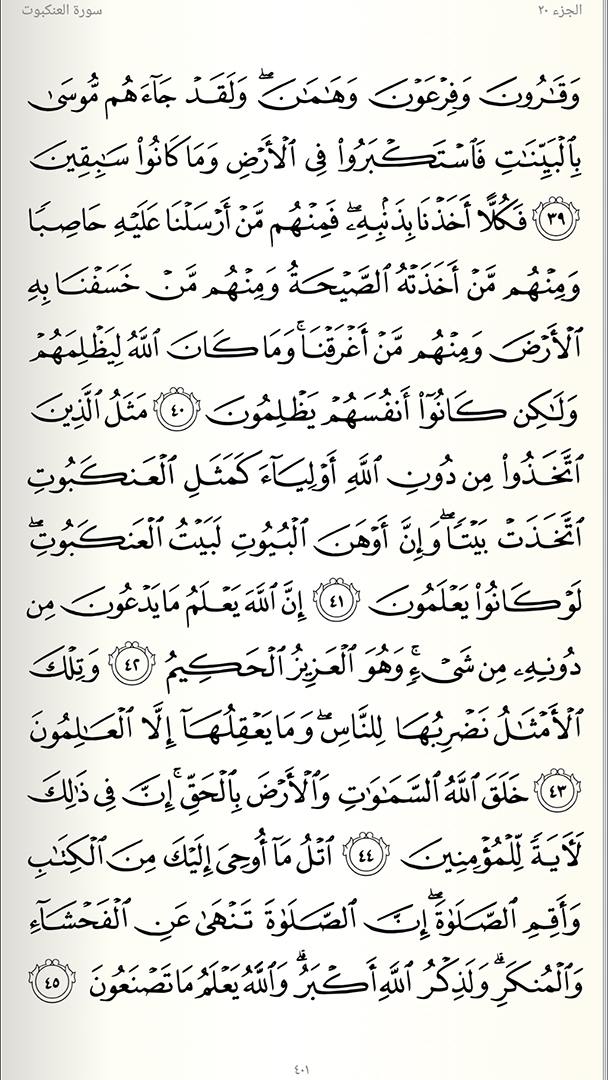 سورة العنكبوت
الجزء ٢٠
وَقَٰرُونَ وَفِرْعَوْنَ وَهَٰمَٰنَۖ وَلَقَدْ جَآءَهُم مُّوسَىٰ
بِٱلْبَيِّنَٰتِ فَٱسْتَكْبَرُوا۟ فِى ٱلْأَرْضِ وَمَا كَانُوا۟ سَٰبِقِينَ
٣٩ فَكُلًّا أَخَذْنَا بِذَنۢبِهِۦۖ فَمِنْهُم مَّنْ أَرْسَلْنَا عَلَيْهِ حَاصِبًا
وَمِنْهُم مَّنْ أَخَذَتْهُ ٱلصَّيْحَةُ وَمِنْهُم مَّنْ خَسَفْنَا بِهِ
ٱلْأَرْضَ وَمِنْهُم مَّنْ أَغْرَقْنَاۚ وَمَا كَانَ ٱللَّهُ لِيَظْلِمَهُمْ
وَلَٰكِن كَانُوٓا۟ أَنفُسَهُمْ يَظْلِمُونَ ٤٠ مَثَلُ ٱلَّذِينَ
ٱتَّخَذُوا۟ مِن دُونِ ٱللَّهِ أَوْلِيَآءَ كَمَثَلِ ٱلْعَنكَبُوتِ
ٱتَّخَذَتْ بَيْتًاۖ وَإِنَّ أَوْهَنَ ٱلْبُيُوتِ لَبَيْتُ ٱلْعَنكَبُوتِۖ
لَوْ كَانُوا۟ يَعْلَمُونَ ٤١ إِنَّ ٱللَّهَ يَعْلَمُ مَا يَدْعُونَ مِن
دُونِهِۦ مِن شَىْءٍۚ وَهُوَ ٱلْعَزِيزُ ٱلْحَكِيمُ ٤٢ وَتِلْكَ
ٱلْأَمْثَٰلُ نَضْرِبُهَا لِلنَّاسِۖ وَمَا يَعْقِلُهَآ إِلَّا ٱلْعَٰلِمُونَ
٤٣ خَلَقَ ٱللَّهُ ٱلسَّمَٰوَٰتِ وَٱلْأَرْضَ بِٱلْحَقِّۚ إِنَّ فِى ذَٰلِكَ
لَءَايَةً لِّلْمُؤْمِنِينَ ٤٤ ٱتْلُ مَآ أُوحِىَ إِلَيْكَ مِنَ ٱلْكِتَٰبِ
وَأَقِمِ ٱلصَّلَوٰةَۖ إِنَّ ٱلصَّلَوٰةَ تَنْهَىٰ عَنِ ٱلْفَحْشَآءِ
وَٱلْمُنكَرِۗ وَلَذِكْرُ ٱللَّهِ أَكْبَرُۗ وَٱللَّهُ يَعْلَمُ مَا تَصْنَعُونَ ٤٥
٤٠١